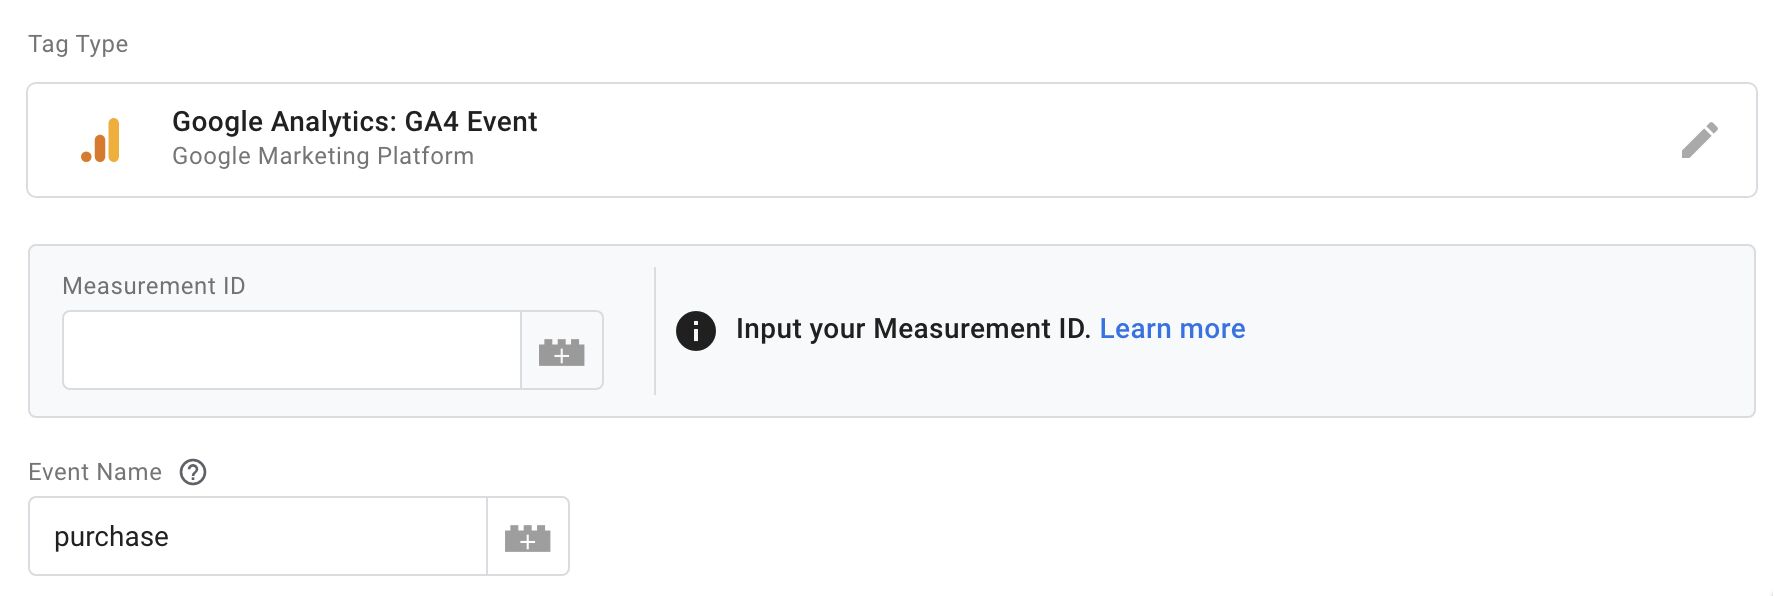 Tag Type
Google Analytics: GA4 Event
Google Marketing Platform
Measurement ID
Input your Measurement ID. Learn more
Event Name
purchase